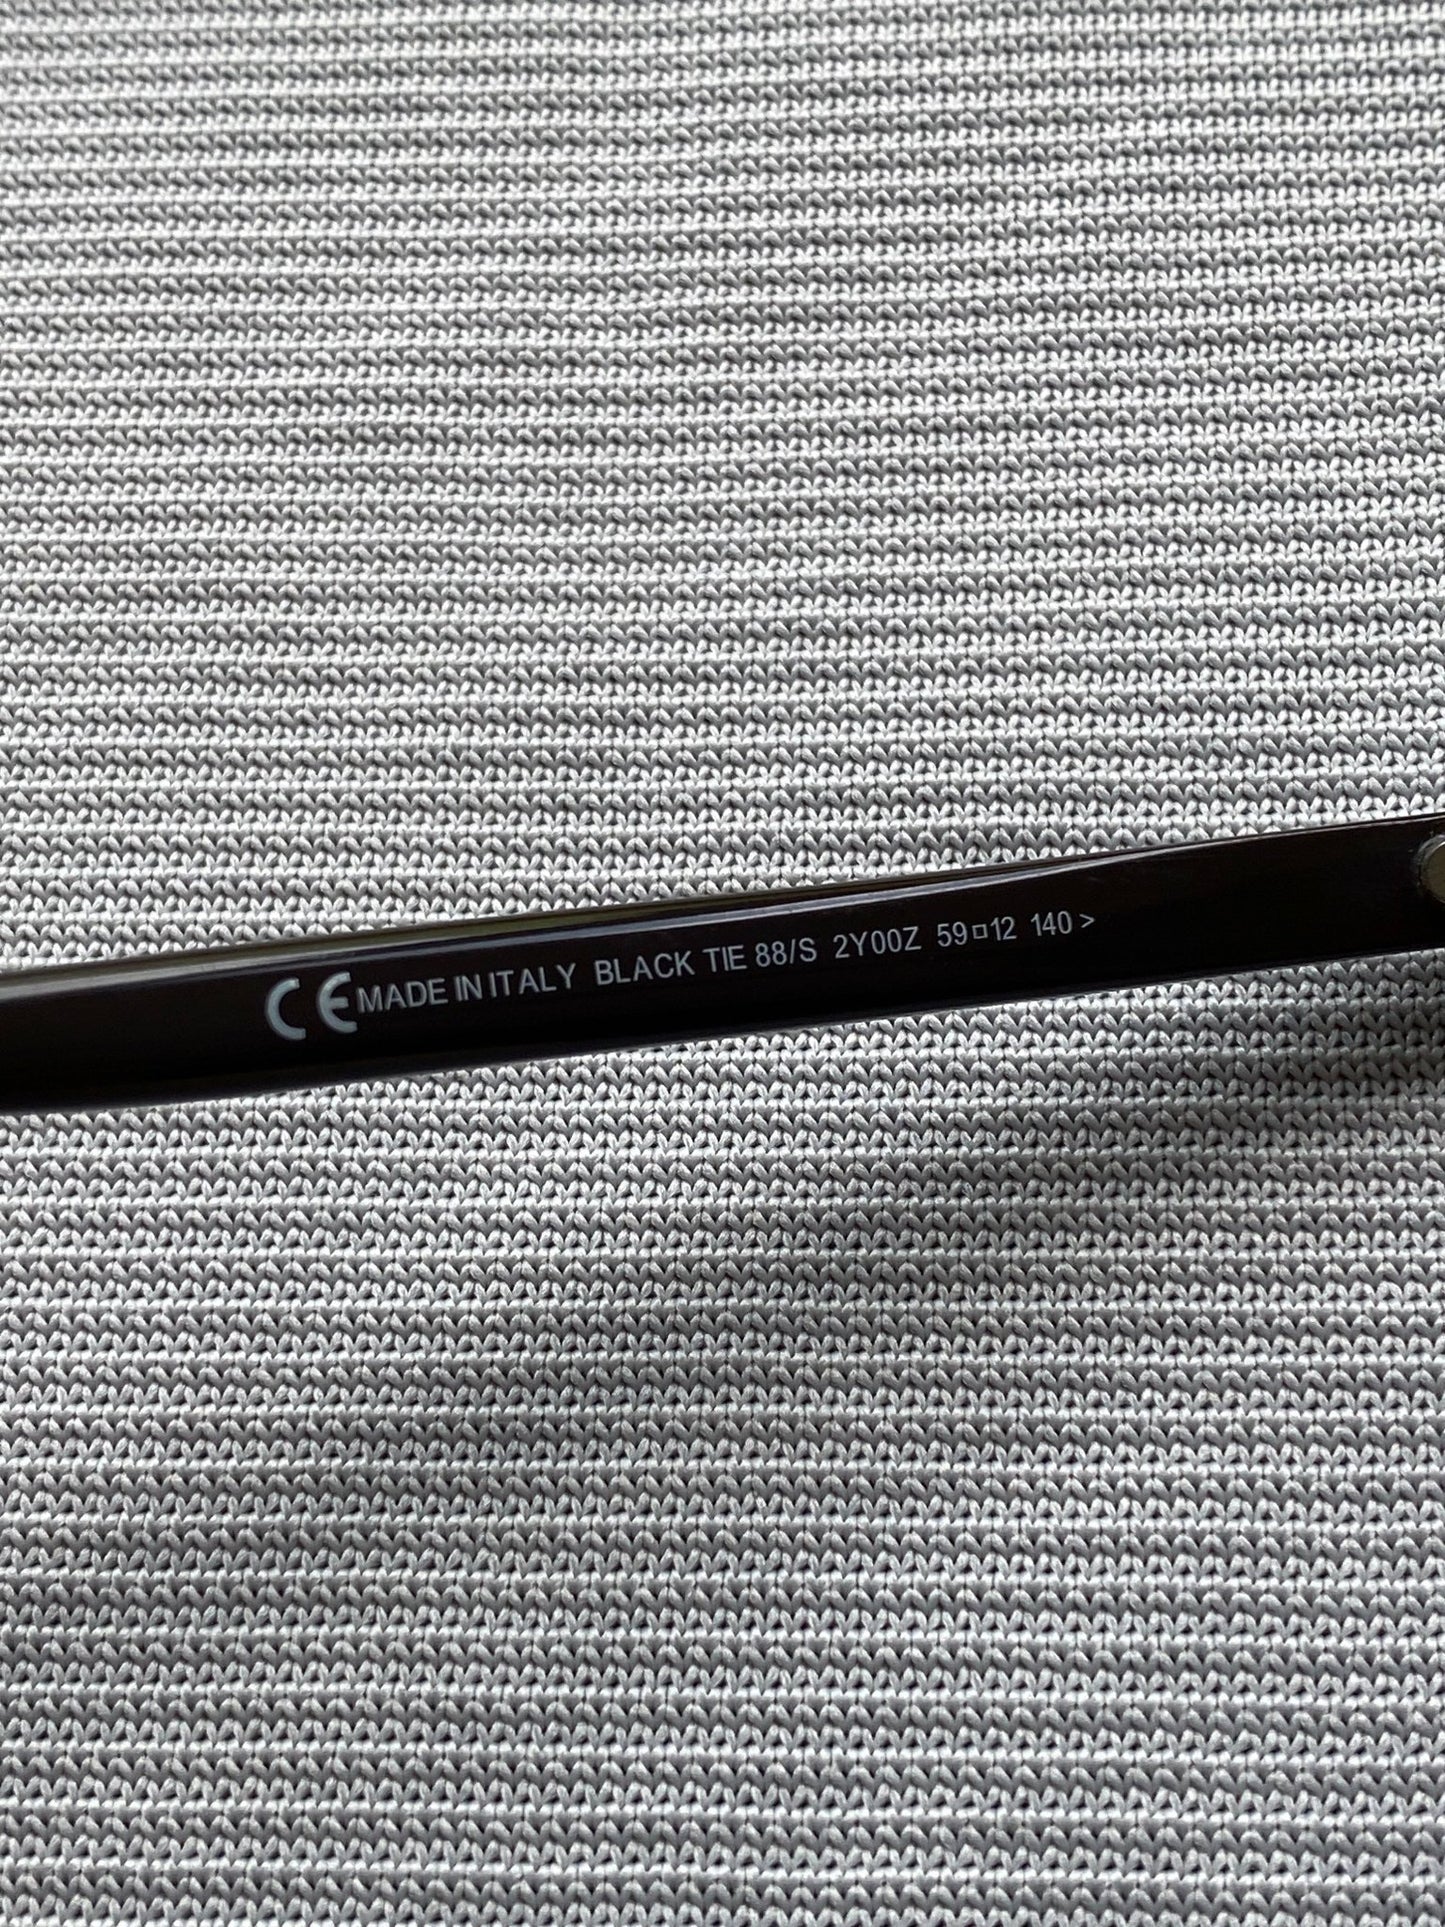 CE MADE IN ITALY BLACK TIE 88/S 2Y00Z 59□12 140 >